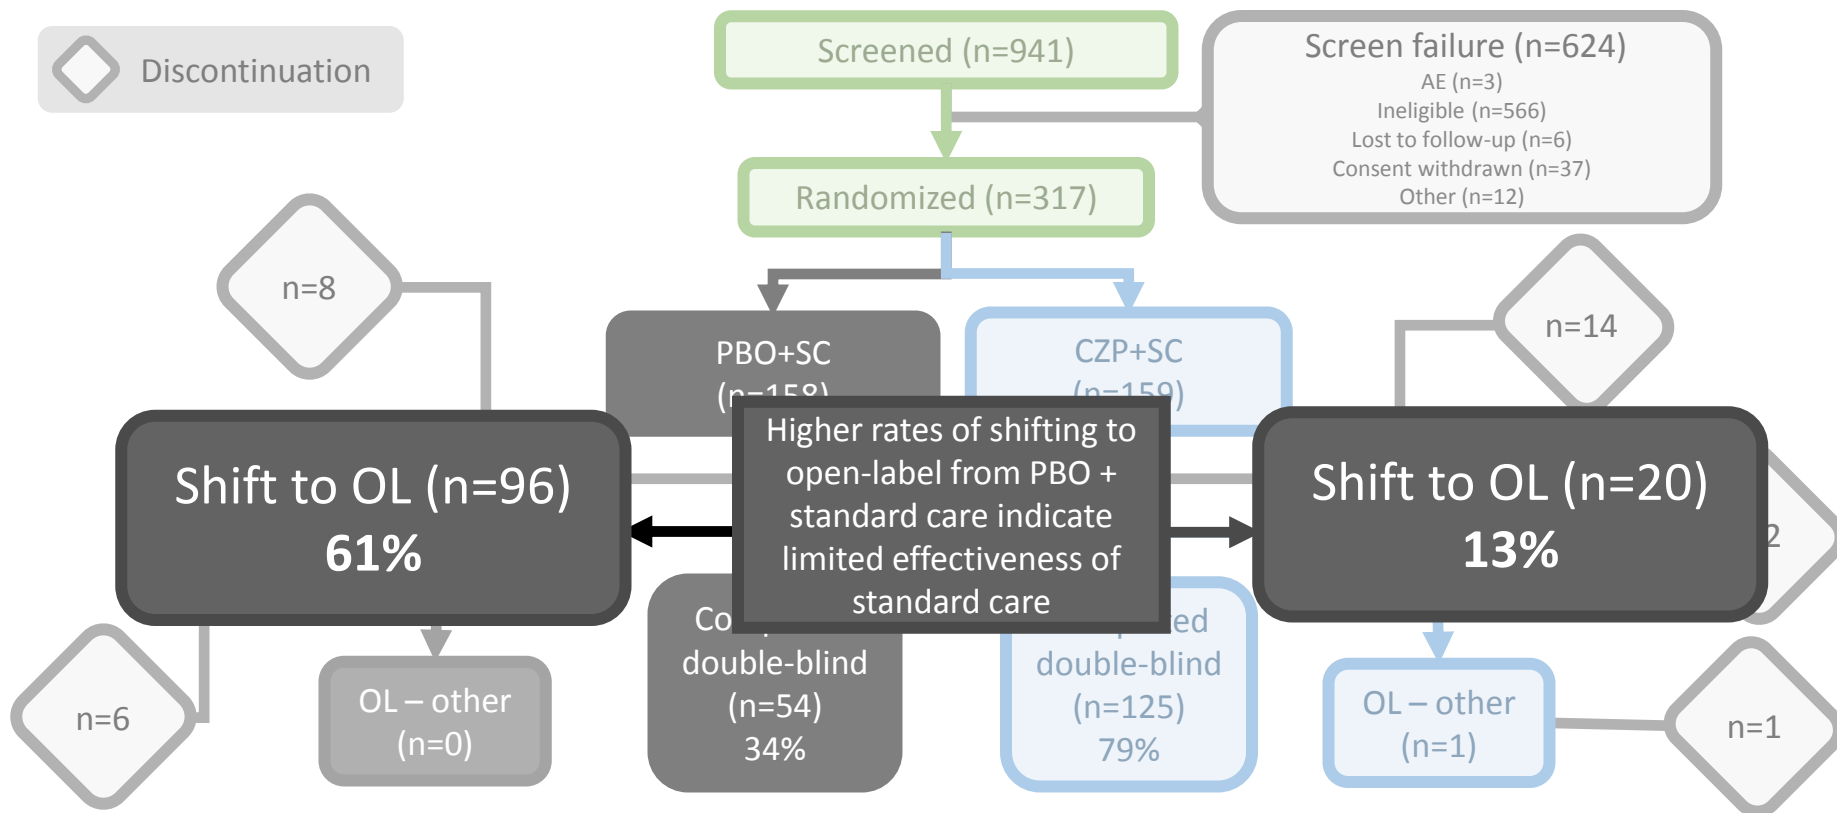 Discontinuation
Screened (n=941)
Screen failure (n=624)
AE (n=3)
Ineligible (n=566)
Lost to follow-up (n=6)
Consent withdrawn (n=37)
Other (n=12)
Randomized (n=317)
n=8
n=14
PBO+SC
(n=158)
CZP+SC
(n=159)
Shift to OL (n=96)
61%
Higher rates of shifting to
open-label from PBO +
standard care indicate
limited effectiveness of
standard care
Shift to OL (n=20)
13%
2
double-blind
(n=54)
34%
double-blind
(n=125)
79%
n=6
OL – other
(n=0)
OL – other
(n=1)
n=1